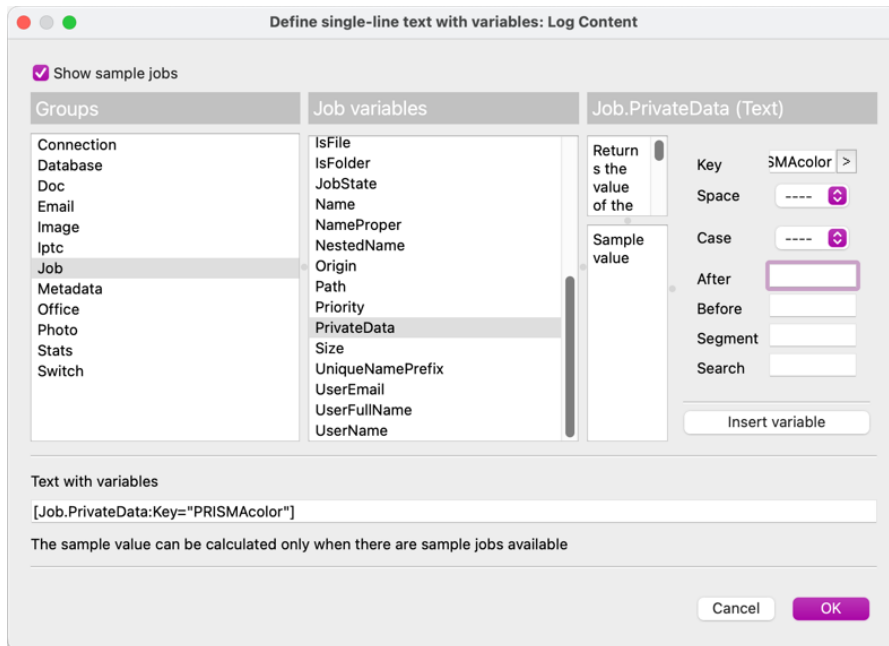 Define single-line text with variables: Log Content
Show sample jobs
Groups
Connection
Database
Doc
Email
Image
Iptc
Job
Metadata
Office
Photo
Stats
Switch
Job variables
IsFile
IsFolder
JobState
Name
NameProper
NestedName
Origin
Path
Priority
PrivateData
Size
UniqueNamePrefix
UserEmail
UserFullName
UserName
Job.PrivateData (Text)
Return
s the
value
of the
Sample
value
Key SMAcolor >
Space ----
Case ----
After
Before
Segment
Search
Insert variable
Text with variables
[Job.PrivateData:Key="PRISMAcolor"]
The sample value can be calculated only when there are sample jobs available
Cancel OK